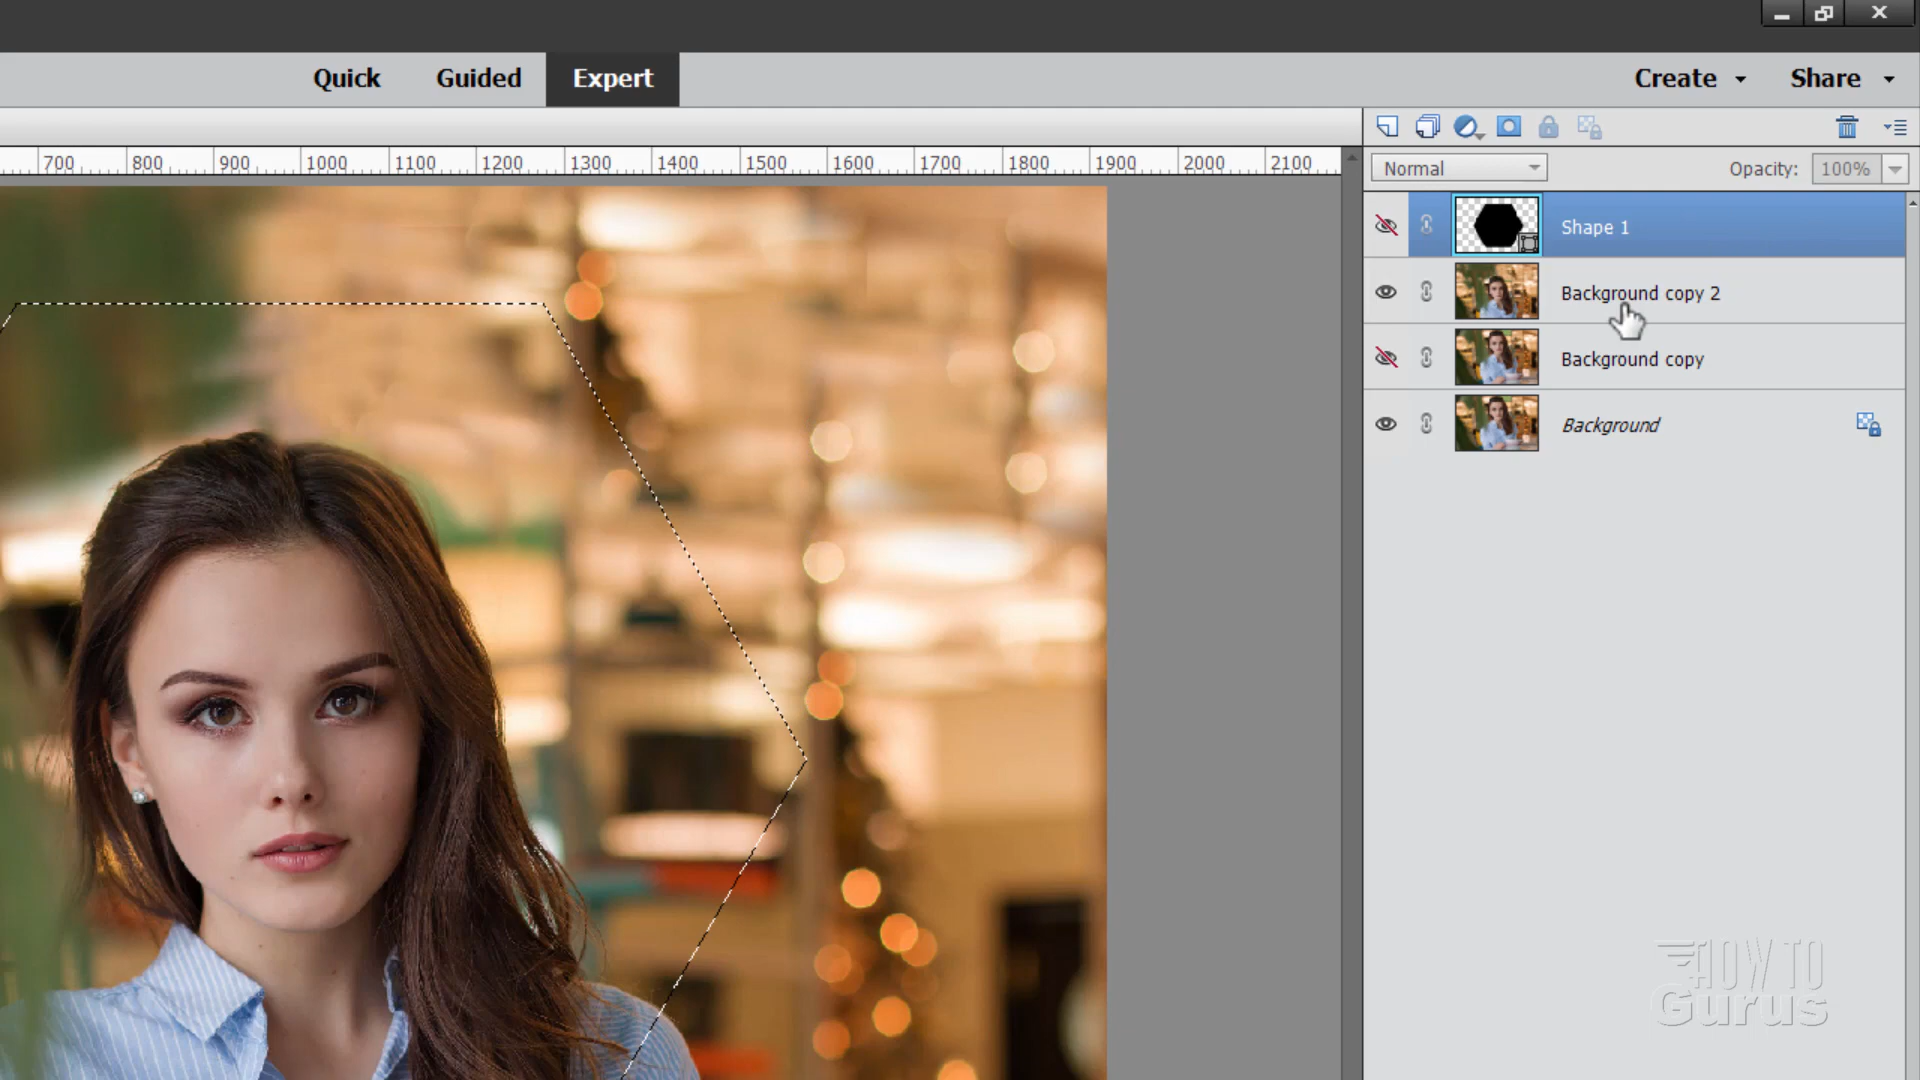 Quick Guided Expert Create Share
700 800 900 1000 1100 1200 1300 1400 1500 1600 1700 1800 1900 2000 2100
Normal Opacity: 100%
Shape 1
Background copy 2
Background copy
Background
HOW TO
Gurus